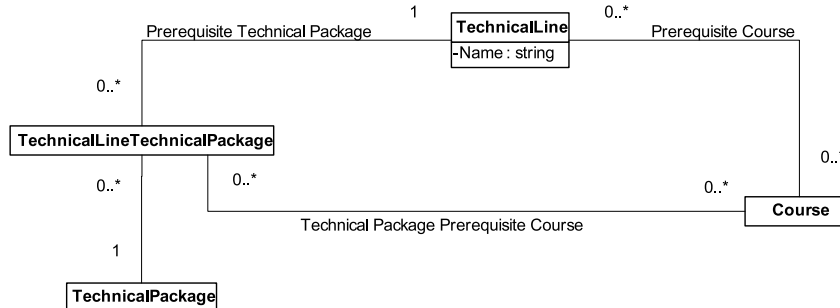 1
TechnicalLine
0..*
Prerequisite Technical Package
Prerequisite Course
-Name : string
0..*
TechnicalLineTechnicalPackage
0..*
0..*
0..*
0..*
Course
Technical Package Prerequisite Course
1
TechnicalPackage